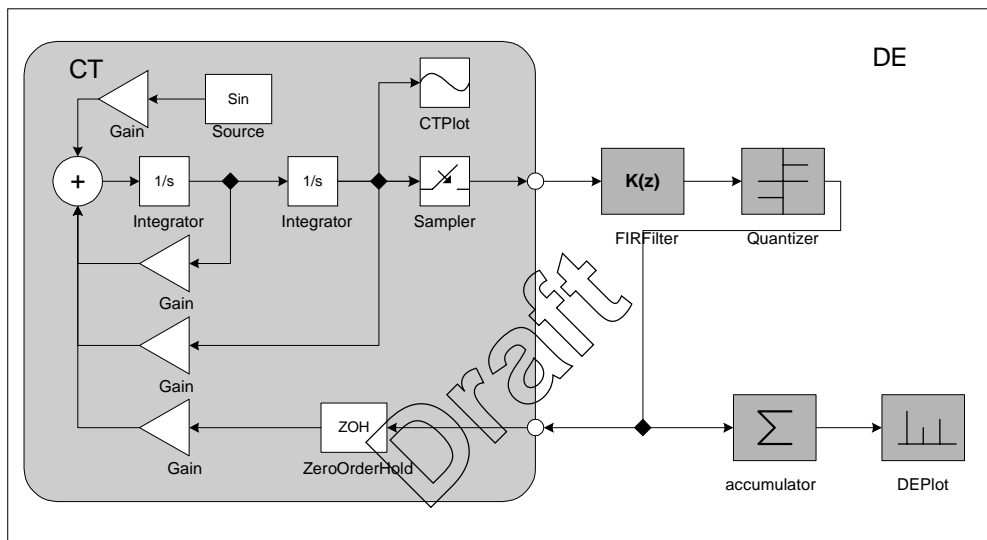 CT
DE
Sin
Gain
Source
CTPlot
+
1/s
1/s
K(z)
Integrator
Integrator
Sampler
FIRFilter
Quantizer
Gain
Gain
ZOH
Gain
ZeroOrderHold
Σ
accumulator
DEPlot
Draft